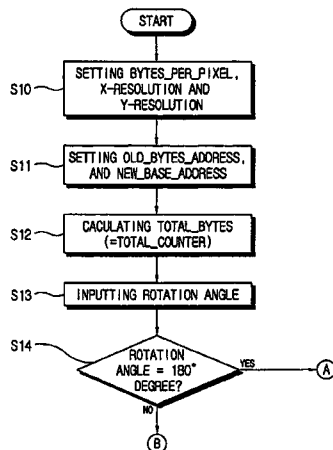 START
S10
SETTING BYTES_PER_PIXEL,
X-RESOLUTION AND
Y-RESOLUTION
S11
SETTING OLD_BYTES_ADDRESS,
AND NEW_BASE_ADDRESS
S12
CACULATING TOTAL_BYTES
(=TOTAL_COUNTER)
S13
INPUTTING ROTATION ANGLE
S14
ROTATION
ANGLE = 180°
DEGREE?
YES
A
NO
B